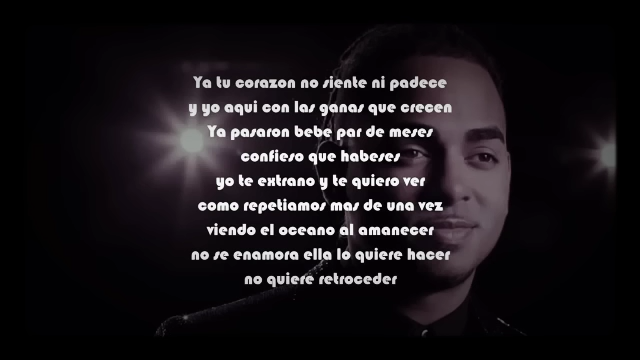 Ya tu corazon no siente ni padece
y yo aqui con las ganas que crecen
Ya pasaron bebe par de meses
confieso que habeses
yo te extrano y te quiero ver
como repetiamos mas de una vez
viendo el oceano al amanecer
no se enamora ella lo quiere hacer
no quiere retroceder